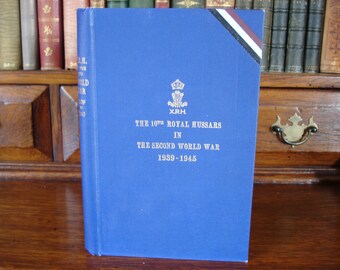 X.R.H.
THE 10TH ROYAL HUSSARS
IN
THE SECOND WORLD WAR
1939-1945